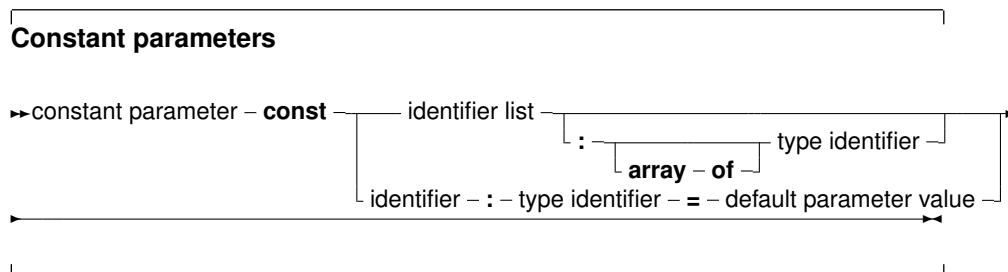 Constant parameters
constant parameter const identifier list
: type identifier
array of
identifier : type identifier = default parameter value